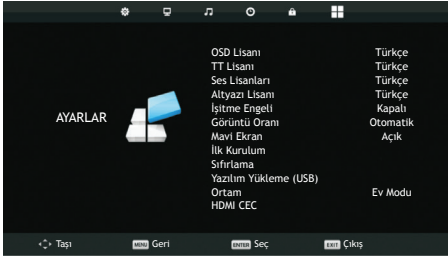 AYARLAR
OSD Lisanı Türkçe
TT Lisanı Türkçe
Ses Lisanları Türkçe
Altyazı Lisanı Türkçe
İşitme Engeli Kapalı
Görüntü Oranı Otomatik
Mavi Ekran Açık
İlk Kurulum
Sıfırlama
Yazılım Yükleme (USB)
Ortam Ev Modu
HDMI CEC
Taşı MENU Geri ENTER Seç EXIT Çıkış